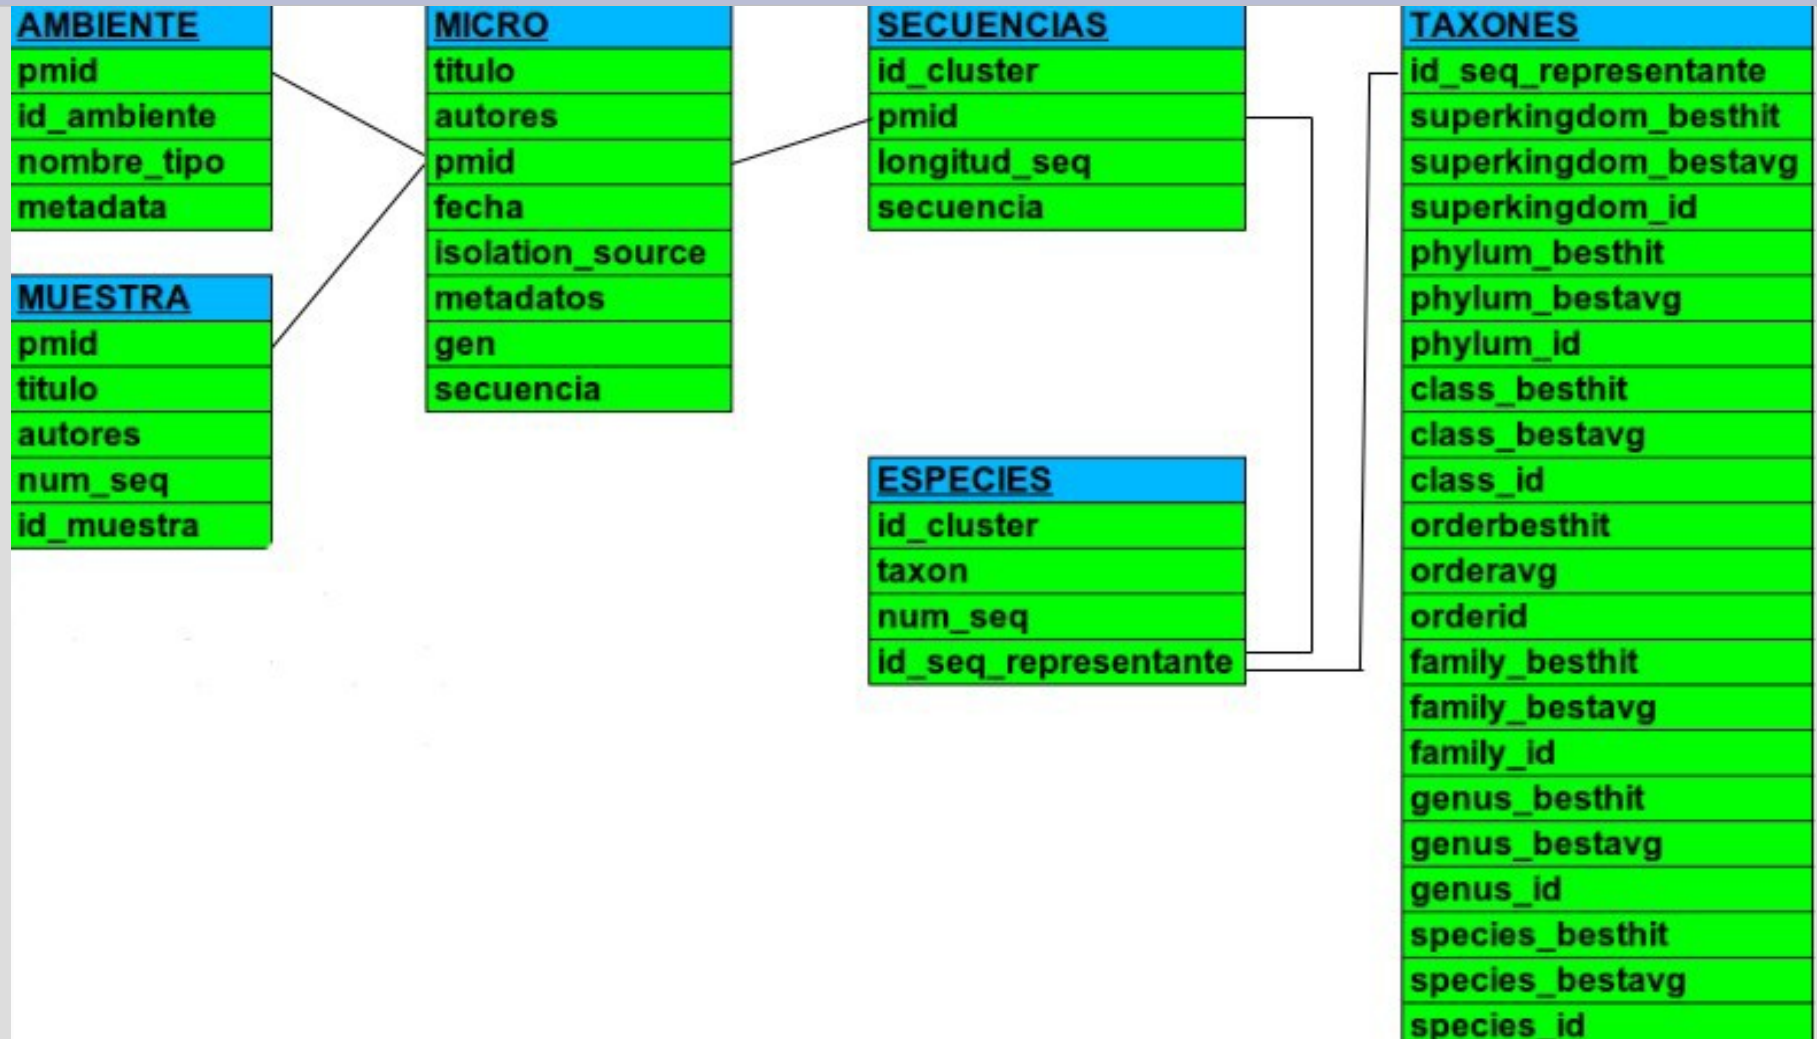 AMBIENTE
pmid
id_ambiente
nombre_tipo
metadata
MUESTRA
pmid
titulo
autores
num_seq
id_muestra
MICRO
titulo
autores
pmid
fecha
isolation_source
metadatos
gen
secuencia
SECUENCIAS
id_cluster
pmid
longitud_seq
secuencia
ESPECIES
id_cluster
taxon
num_seq
id_seq_representante
TAXONES
id_seq_representante
superkingdom_besthit
superkingdom_bestavg
superkingdom_id
phylum_besthit
phylum_bestavg
phylum_id
class_besthit
class_bestavg
class_id
orderbesthit
orderavg
orderid
family_besthit
family_bestavg
family_id
genus_besthit
genus_bestavg
genus_id
species_besthit
species_bestavg
species_id